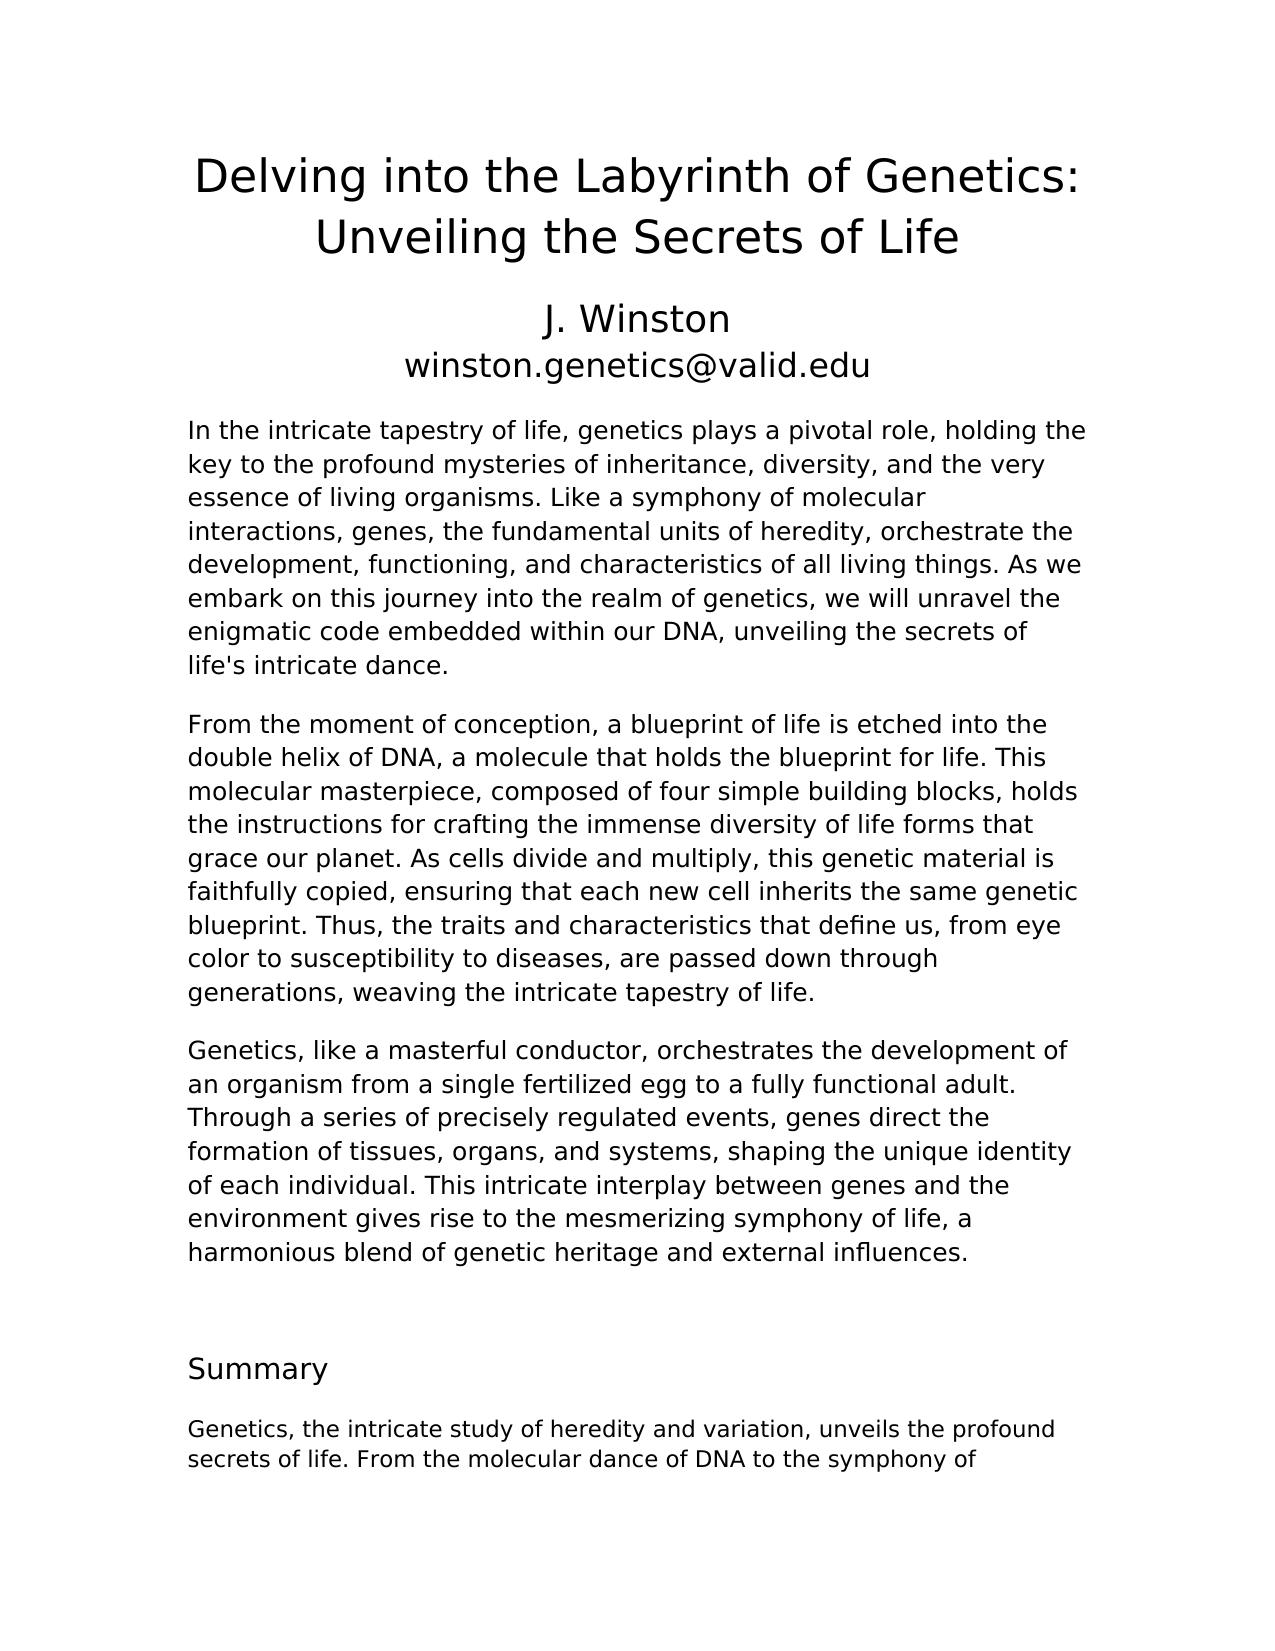 Delving into the Labyrinth of Genetics:
Unveiling the Secrets of Life
J. Winston
winston.genetics@valid.edu
In the intricate tapestry of life, genetics plays a pivotal role, holding the
key to the profound mysteries of inheritance, diversity, and the very
essence of living organisms. Like a symphony of molecular
interactions, genes, the fundamental units of heredity, orchestrate the
development, functioning, and characteristics of all living things. As we
embark on this journey into the realm of genetics, we will unravel the
enigmatic code embedded within our DNA, unveiling the secrets of
life's intricate dance.
From the moment of conception, a blueprint of life is etched into the
double helix of DNA, a molecule that holds the blueprint for life. This
molecular masterpiece, composed of four simple building blocks, holds
the instructions for crafting the immense diversity of life forms that
grace our planet. As cells divide and multiply, this genetic material is
faithfully copied, ensuring that each new cell inherits the same genetic
blueprint. Thus, the traits and characteristics that define us, from eye
color to susceptibility to diseases, are passed down through
generations, weaving the intricate tapestry of life.
Genetics, like a masterful conductor, orchestrates the development of
an organism from a single fertilized egg to a fully functional adult.
Through a series of precisely regulated events, genes direct the
formation of tissues, organs, and systems, shaping the unique identity
of each individual. This intricate interplay between genes and the
environment gives rise to the mesmerizing symphony of life, a
harmonious blend of genetic heritage and external influences.
Summary
Genetics, the intricate study of heredity and variation, unveils the profound
secrets of life. From the molecular dance of DNA to the symphony of